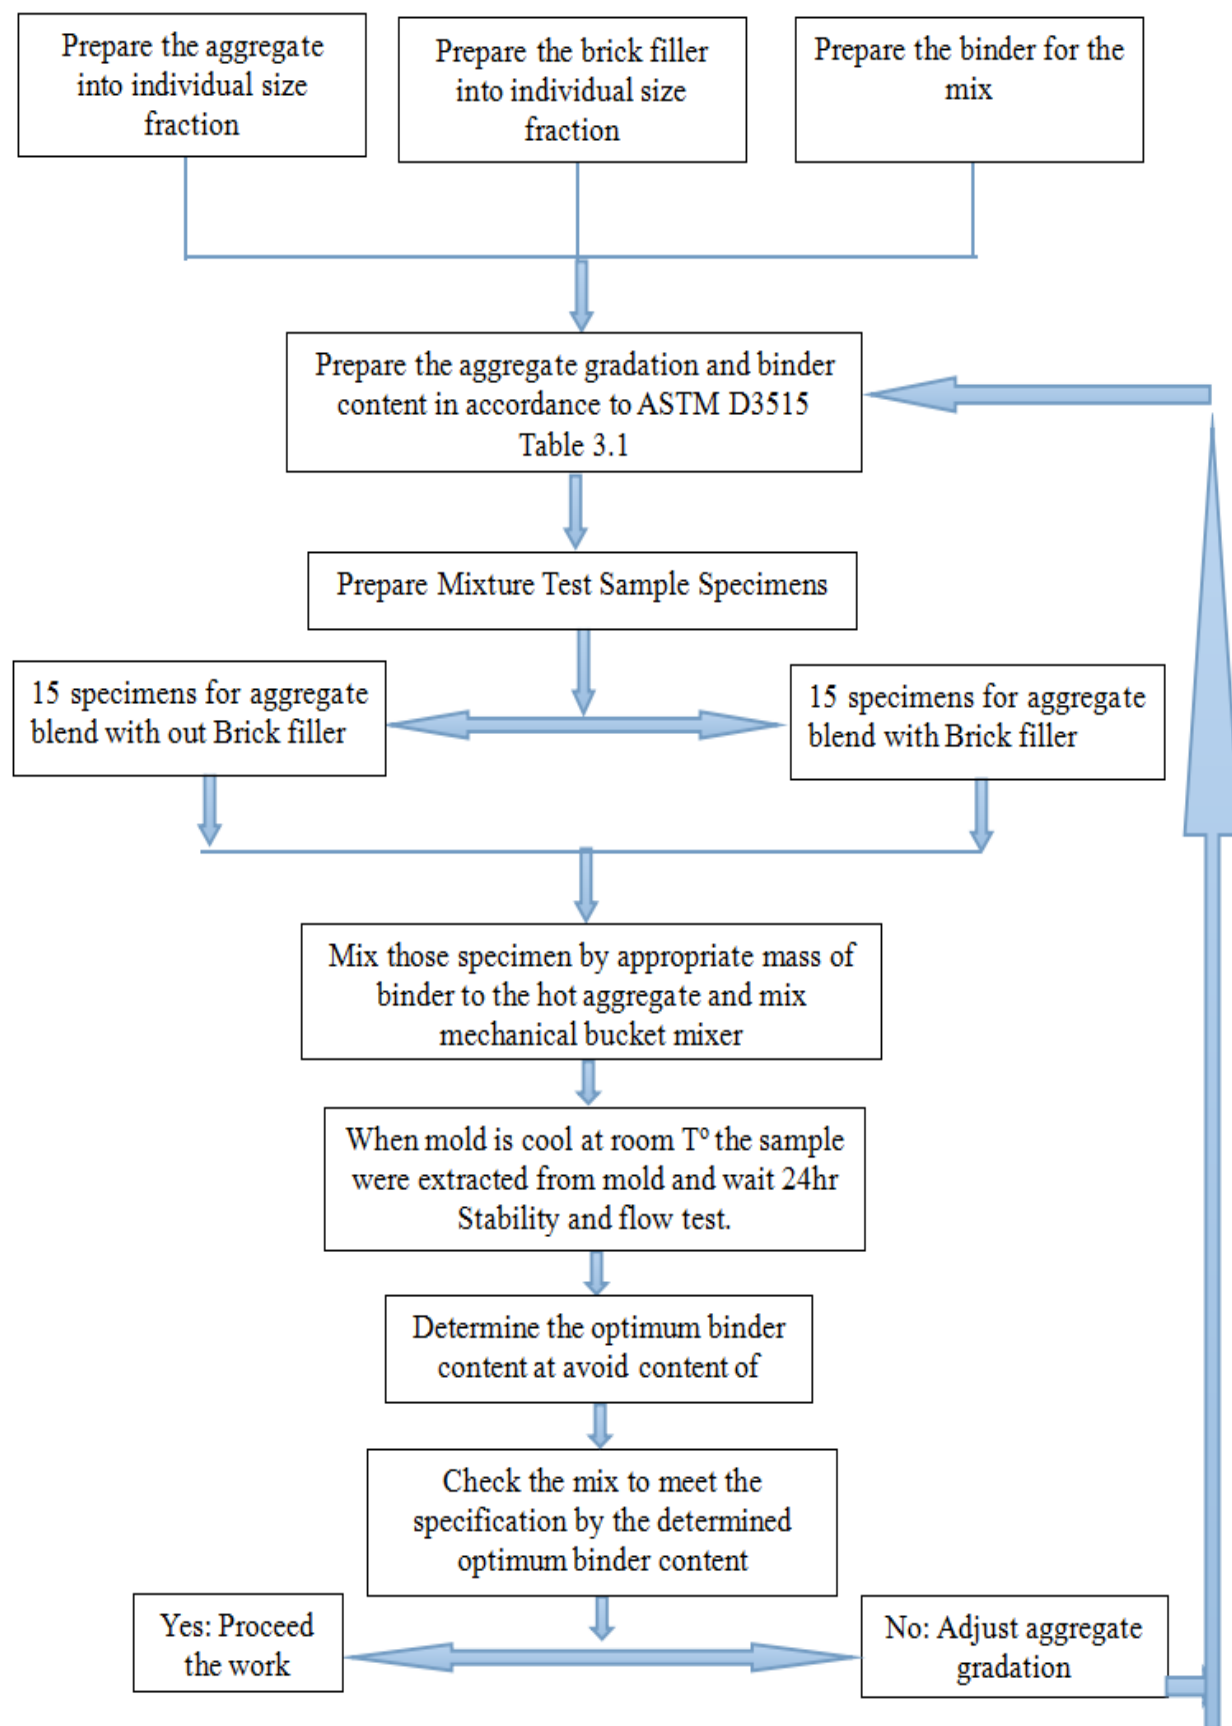 Prepare the aggregate
into individual size
fraction
Prepare the brick filler
into individual size
fraction
Prepare the binder for the
mix
Prepare the aggregate gradation and binder
content in accordance to ASTM D3515
Table 3.1
Prepare Mixture Test Sample Specimens
15 specimens for aggregate
blend with out Brick filler
15 specimens for aggregate
blend with Brick filler
Mix those specimen by appropriate mass of
binder to the hot aggregate and mix
mechanical bucket mixer
When mold is cool at room Tº the sample
were extracted from mold and wait 24hr
Stability and flow test.
Determine the optimum binder
content at avoid content of
Check the mix to meet the
specification by the determined
optimum binder content
Yes: Proceed
the work
No: Adjust aggregate
gradation